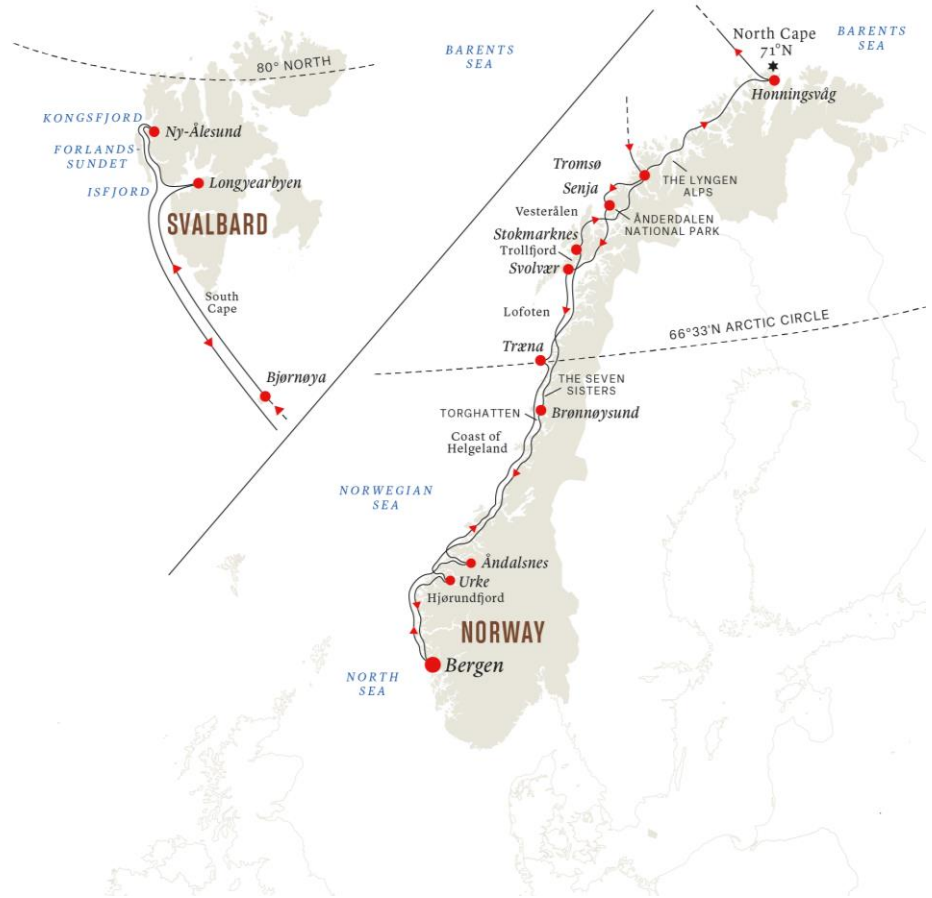 80° NORTH
BARENTS
SEA
North Cape
71°N
BARENTS
SEA
Honningsvåg
KONGSFJORD
Ny-Ålesund
FORLANDS-
SUNDET
ISFJORD
Longyearbyen
SVALBARD
South
Cape
Bjørnøya
Tromsø
THE LYNGEN
ALPS
Senja
Vesterålen
ÅNDERDALEN
NATIONAL PARK
Stokmarknes
Trollfjord
Svolvær
Lofoten
66°33'N ARCTIC CIRCLE
Træna
THE SEVEN
SISTERS
TORGHATTEN
Brønnøysund
Coast of
Helgeland
NORWEGIAN
SEA
Åndalsnes
Urke
Hjørundfjord
NORWAY
Bergen
NORTH
SEA